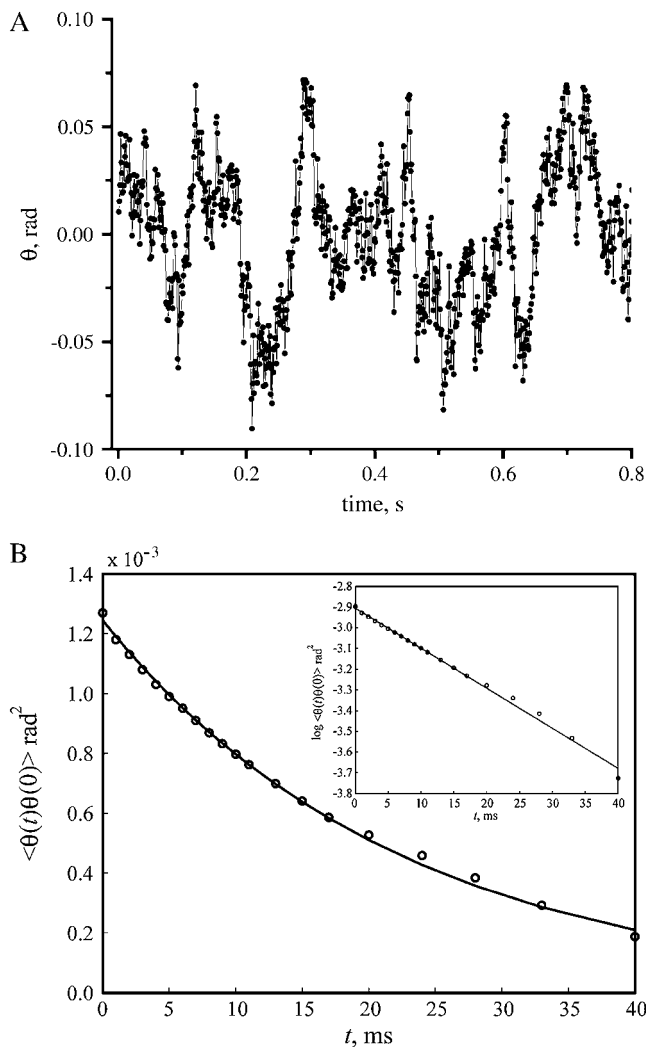 A
0.10
0.05
0.00
-0.05
-0.10
θ, rad
0.0 0.2 0.4 0.6 0.8
time, s
B
x 10⁻³
1.4
1.2
1.0
0.8
0.6
0.4
0.2
0.0
<θ(t)θ(0)> rad²
0 5 10 15 20 25 30 35 40
t, ms
-2.8
-2.9
-3.0
-3.1
-3.2
-3.3
-3.4
-3.5
-3.6
-3.7
-3.8
log <θ(t)θ(0)> rad²
0 5 10 15 20 25 30 35 40
t, ms